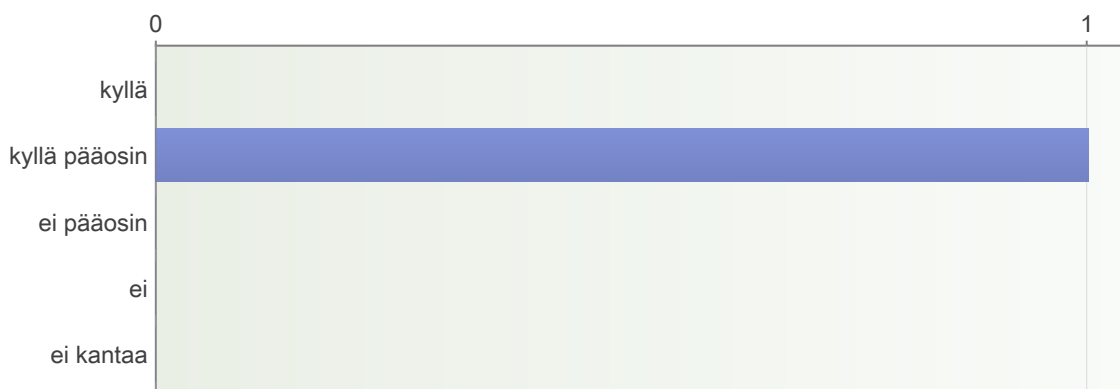 0 1
kyllä
kyllä pääosin
ei pääosin
ei
ei kantaa